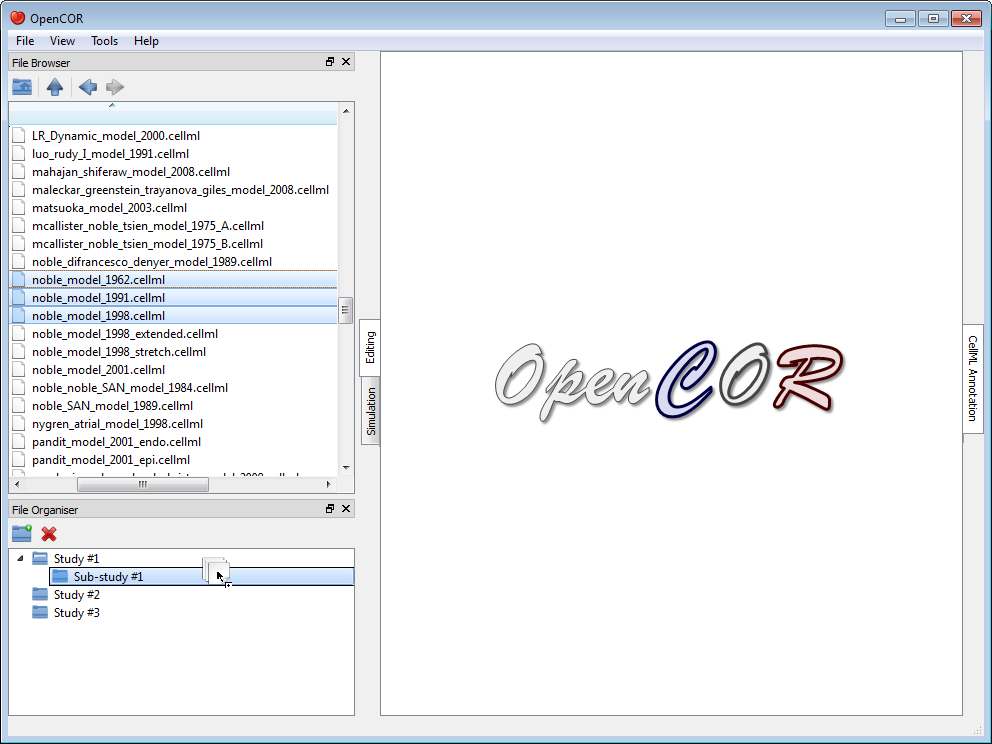 OpenCOR
File View Tools Help
File Browser
LR_Dynamic_model_2000.cellml
luo_rudy_I_model_1991.cellml
mahajan_shiferaw_model_2008.cellml
maleckar_greenstein_trayanova_giles_model_2008.cellml
matsuoka_model_2003.cellml
mcallister_noble_tsien_model_1975_A.cellml
mcallister_noble_tsien_model_1975_B.cellml
noble_difrancesco_denyer_model_1989.cellml
noble_model_1962.cellml
noble_model_1991.cellml
noble_model_1998.cellml
noble_model_1998_extended.cellml
noble_model_1998_stretch.cellml
noble_model_2001.cellml
noble_noble_SAN_model_1984.cellml
noble_SAN_model_1989.cellml
nygren_atrial_model_1998.cellml
pandit_model_2001_endo.cellml
pandit_model_2001_epi.cellml
File Organiser
Study #1
Sub-study #1
Study #2
Study #3
Editing
Simulation
OpenCOR
CellML Annotation